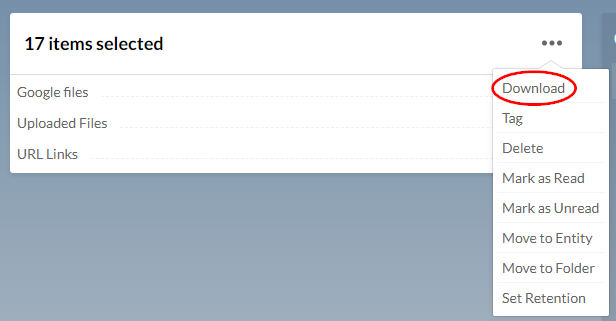 17 items selected
Google files
Uploaded Files
URL Links
Download
Tag
Delete
Mark as Read
Mark as Unread
Move to Entity
Move to Folder
Set Retention